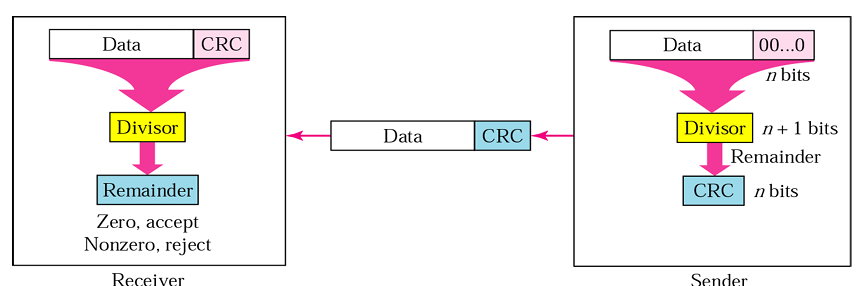 Data CRC
Divisor
Remainder
Zero, accept
Nonzero, reject
Receiver
Data CRC
Data 00...0
n bits
Divisor n + 1 bits
Remainder
CRC n bits
Sender